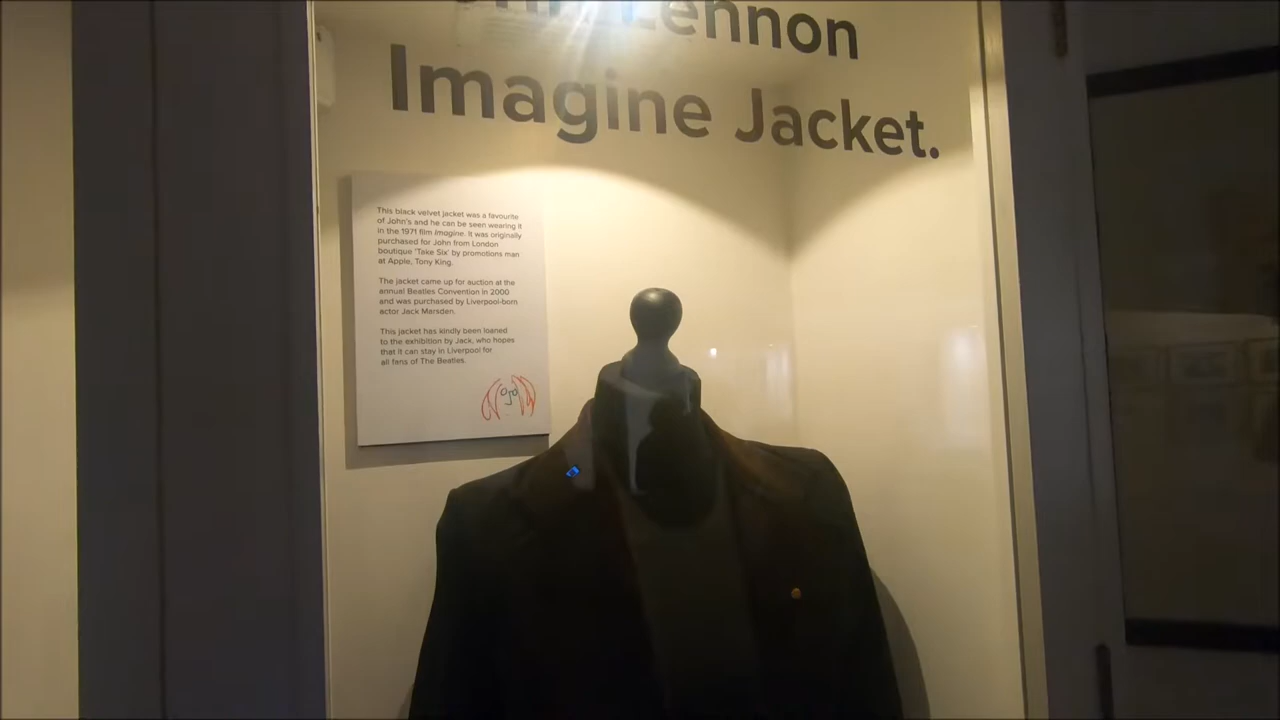 Lennon
Imagine Jacket.
This black velvet jacket was a favourite
of John's and he can be seen wearing it
in the 1971 film Imagine. It was originally
purchased for John from London
boutique 'Take Six' by promotions man
at Apple, Tony King.
The jacket came up for auction at the
annual Beatles Convention in 2000
and was purchased by Liverpool-born
actor Jack Marsden.
This jacket has kindly been loaned
to the exhibition by Jack, who hopes
that it can stay in Liverpool for
all fans of The Beatles.